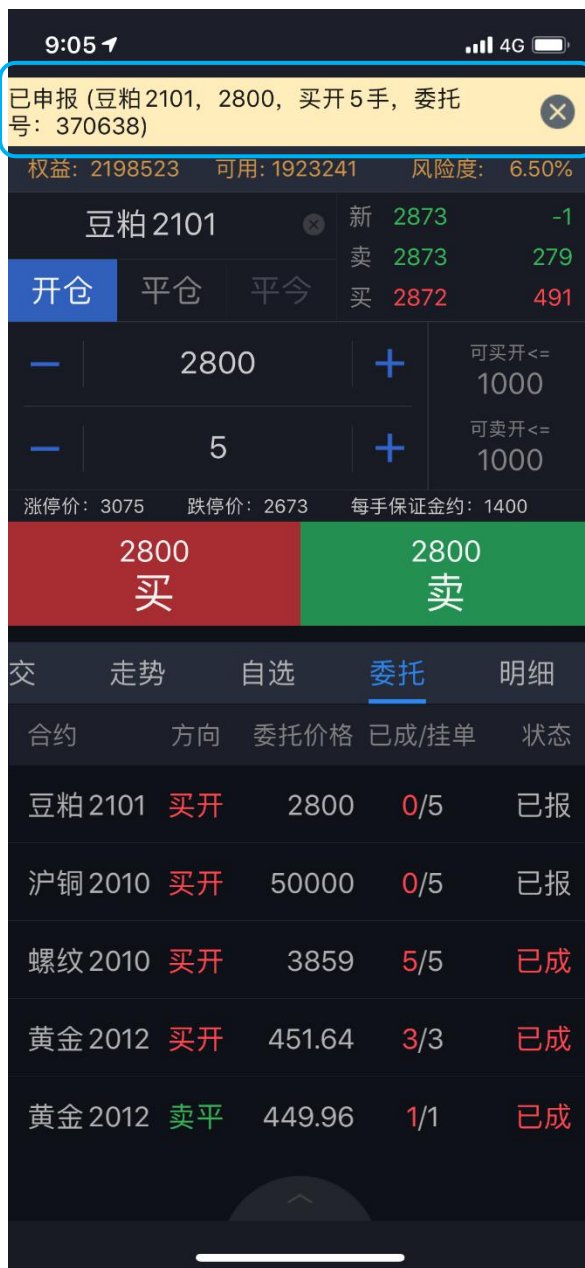 9:05 4G
已申报 (豆粕2101, 2800, 买开5手, 委托
号: 370638)
权益: 2198523 可用: 1923241 风险度: 6.50%
豆粕2101 新 2873 -1
卖 2873 279
开仓 平仓 平今 买 2872 491
2800 可买开<=
1000
5 可卖开<=
1000
涨停价: 3075 跌停价: 2673 每手保证金约: 1400
2800 2800
买 卖
交 走势 自选 委托 明细
合约 方向 委托价格 已成/挂单 状态
豆粕2101 买开 2800 0/5 已报
沪铜2010 买开 50000 0/5 已报
螺纹2010 买开 3859 5/5 已成
黄金2012 买开 451.64 3/3 已成
黄金2012 卖平 449.96 1/1 已成